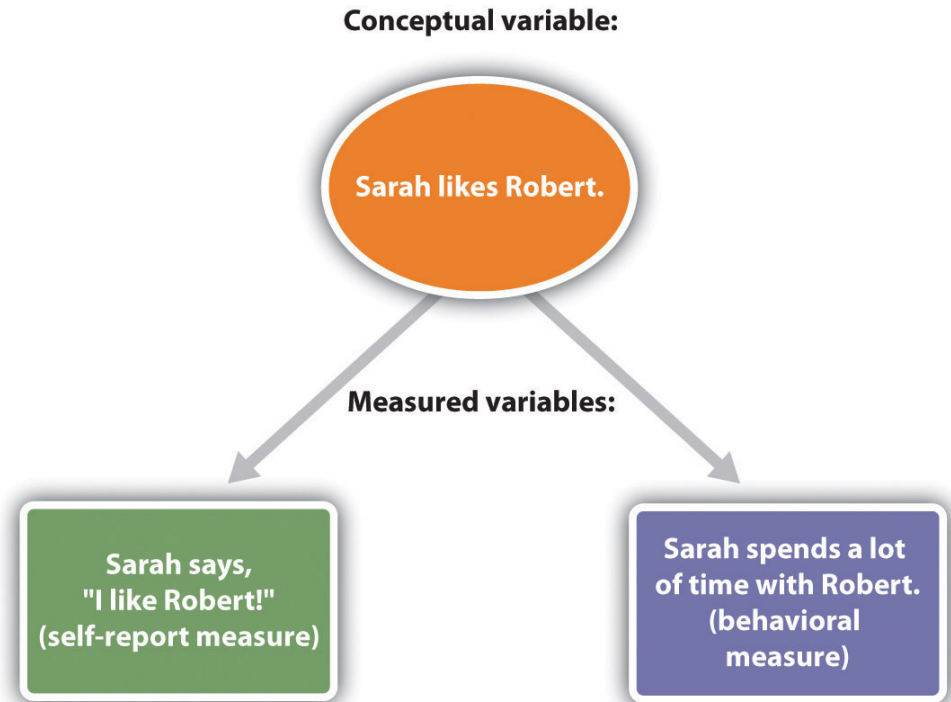 Conceptual variable:
Sarah likes Robert.
Measured variables:
Sarah says,
"I like Robert!"
(self-report measure)
Sarah spends a lot
of time with Robert.
(behavioral
measure)